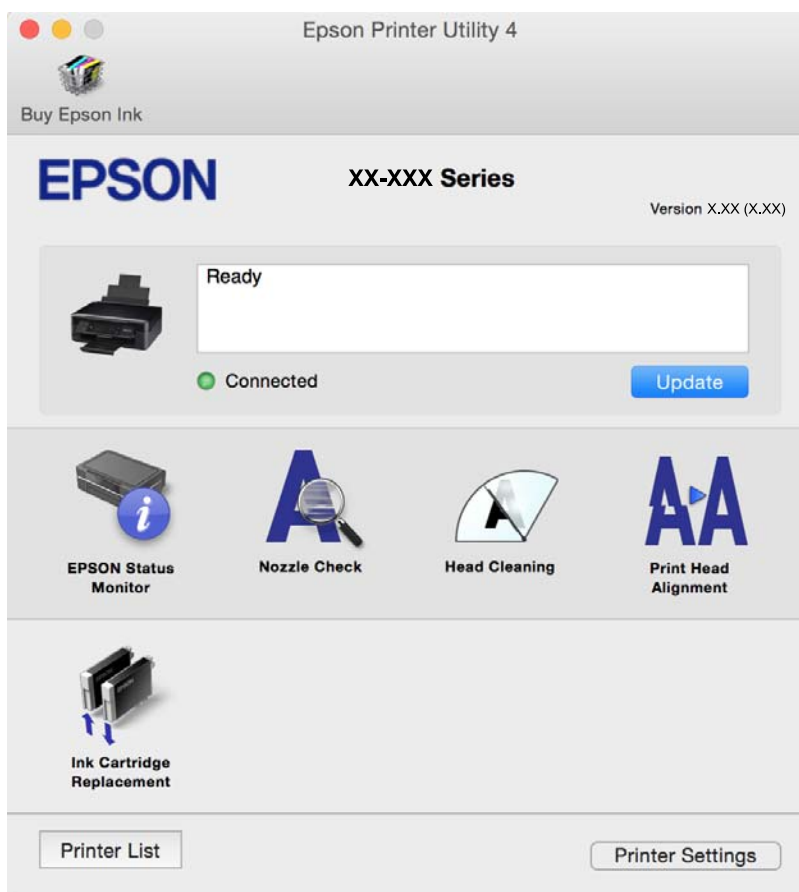 Epson Printer Utility 4
Buy Epson Ink
EPSON
XX-XXX Series
Version X.XX (X.XX)
Ready
Connected
Update
EPSON Status
Monitor
Nozzle Check
Head Cleaning
Print Head
Alignment
Ink Cartridge
Replacement
Printer List
Printer Settings